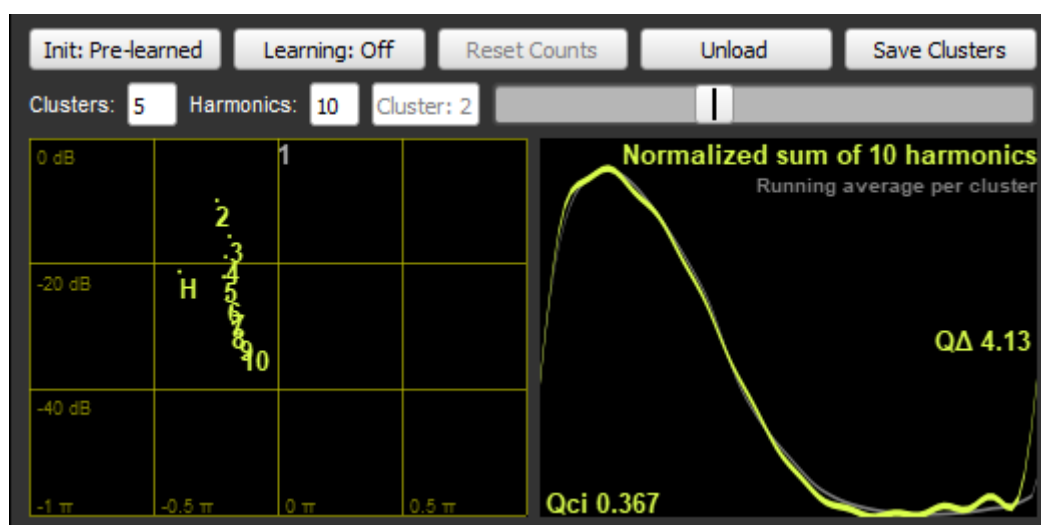 Init: Pre-learned Learning: Off Reset Counts Unload Save Clusters
Clusters: 5 Harmonics: 10 Cluster: 2
0 dB
1
2
3
4
-20 dB
H
5
6
7
8
9
10
-40 dB
-1 π -0.5 π 0 π 0.5 π
Normalized sum of 10 harmonics
Running average per cluster
QΔ 4.13
Qci 0.367